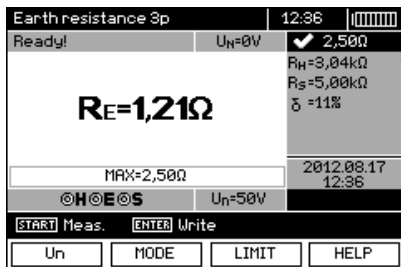 Earth resistance 3p 12:36
Ready! UN=0V ✔ 2,50Ω
RH=3,04kΩ
RS=5,00kΩ
δ =11%
RE=1,21Ω
MAX=2,50Ω
2012.08.17
12:36
◎H◎E◎S Un=50V
START Meas. ENTER Write
Un MODE LIMIT HELP